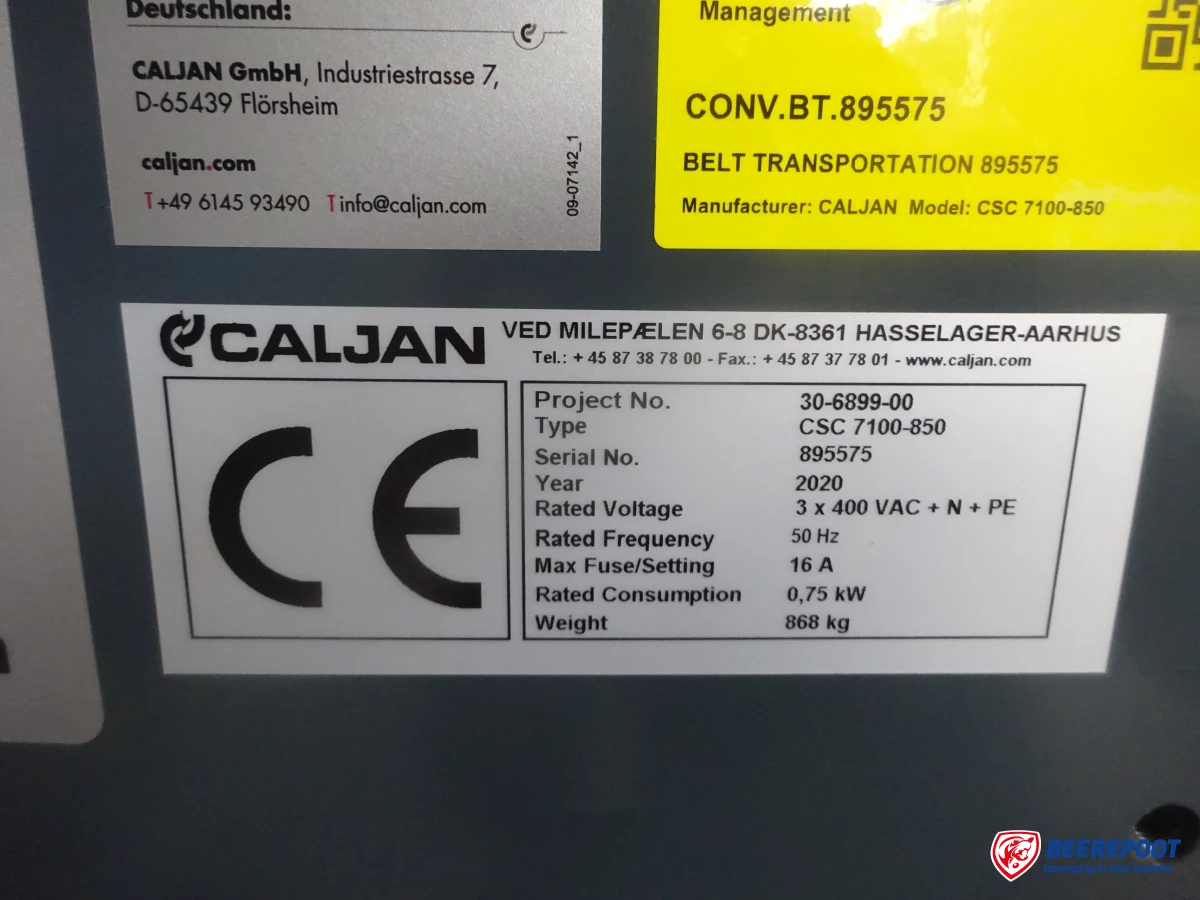 Deutschland:
CALJAN GmbH, Industriestrasse 7,
D-65439 Flörsheim
caljan.com
T+49 6145 93490 Tinfo@caljan.com
09-07142_1
Management
CONV.BT.895575
BELT TRANSPORTATION 895575
Manufacturer: CALJAN Model: CSC 7100-850
CALJAN VED MILEPÆLEN 6-8 DK-8361 HASSELAGER-AARHUS
Tel.: + 45 87 38 78 00 - Fax.: + 45 87 37 78 01 - www.caljan.com
CE
Project No. 30-6899-00
Type CSC 7100-850
Serial No. 895575
Year 2020
Rated Voltage 3 x 400 VAC + N + PE
Rated Frequency 50 Hz
Max Fuse/Setting 16 A
Rated Consumption 0,75 kW
Weight 868 kg
BEEREPOOT